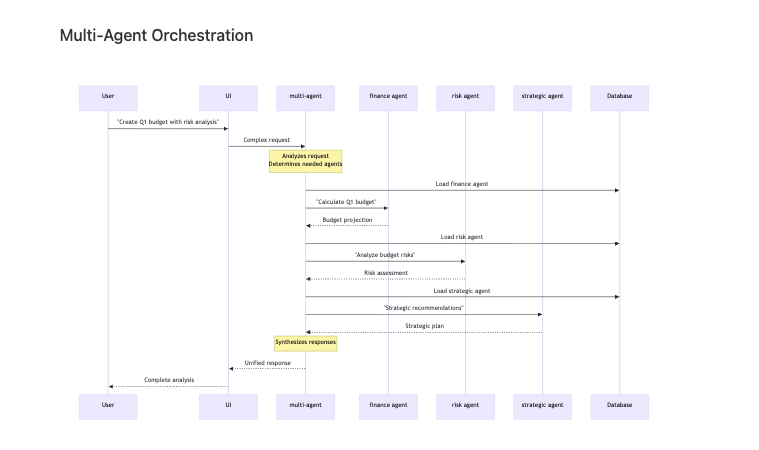 Multi-Agent Orchestration
User
UI
multi-agent
finance agent
risk agent
strategic agent
Database
"Create Q1 budget with risk analysis"
Complex request
Analyzes request
Determines needed agents
Load finance agent
"Calculate Q1 budget"
Budget projection
Load risk agent
"Analyze budget risks"
Risk assessment
Load strategic agent
"Strategic recommendations"
Strategic plan
Synthesizes responses
Unified response
Complete analysis
User
UI
multi-agent
finance agent
risk agent
strategic agent
Database